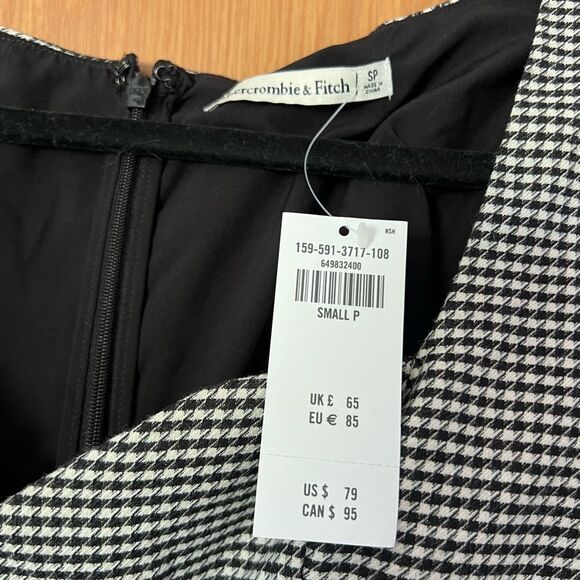 Abercrombie & Fitch
SP
MADE IN
CHINA
NSH
159-591-3717-108
649832400
SMALL P
UK £ 65
EU € 85
US $ 79
CAN $ 95